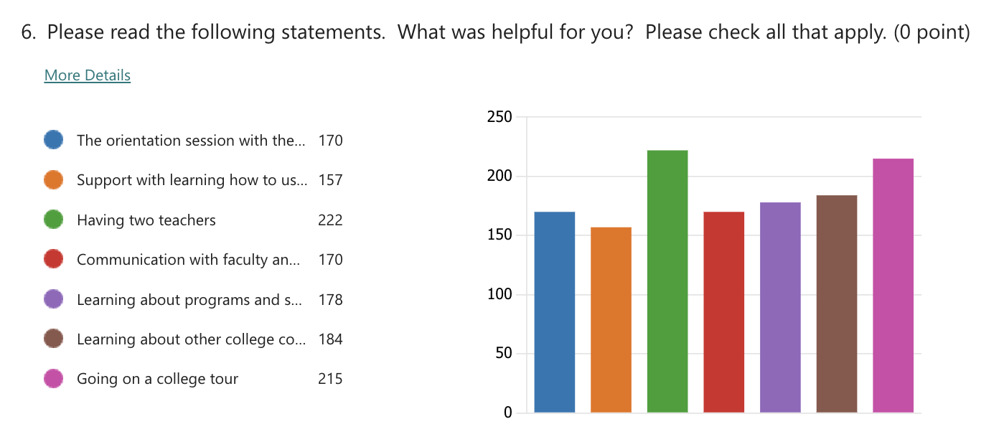 6. Please read the following statements. What was helpful for you? Please check all that apply. (0 point)
More Details
The orientation session with the... 170
Support with learning how to us... 157
Having two teachers 222
Communication with faculty an... 170
Learning about programs and s... 178
Learning about other college co... 184
Going on a college tour 215
250
200
150
100
50
0